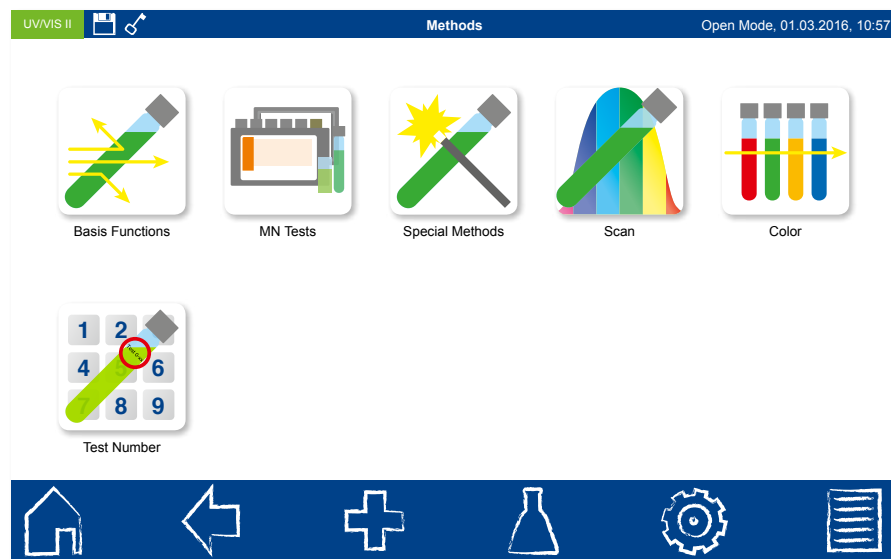 UV/VIS II
Methods
Open Mode, 01.03.2016, 10:57
Basis Functions
MN Tests
Special Methods
Scan
Color
1 2
4 5 6
7 8 9
Test Number